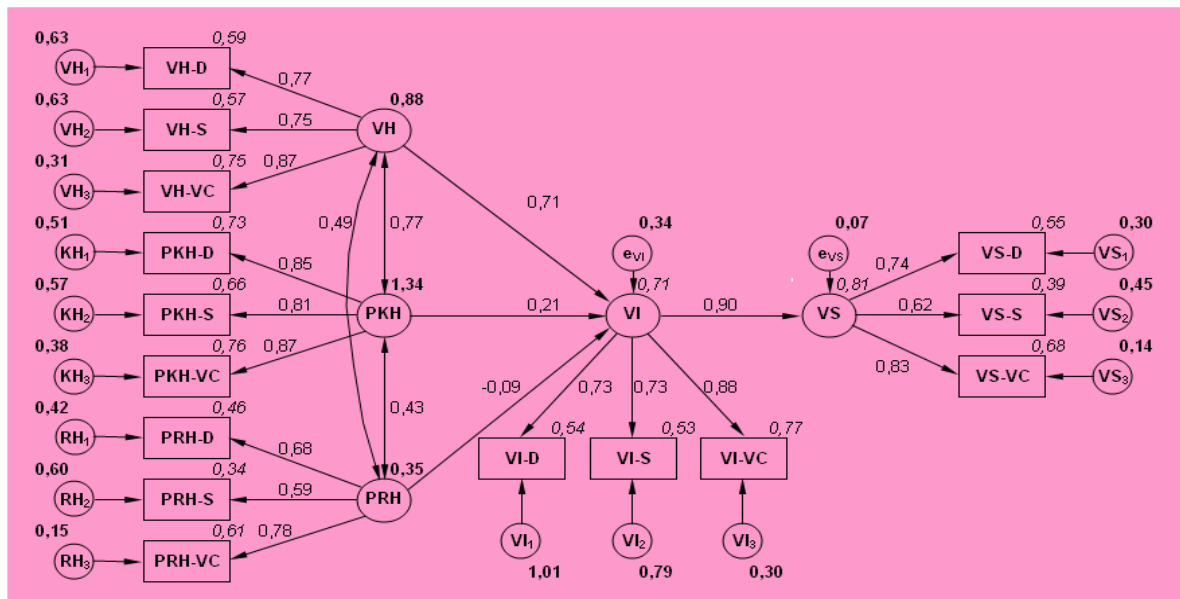 0,63
0,59
VH₁
VH-D
0,77
0,63
0,57
0,88
VH₂
VH-S
0,75
VH
0,31
0,75
0,87
VH₃
VH-VC
0,71
0,49
0,77
0,51
0,73
0,34
0,07
0,55
0,30
KH₁
PKH-D
0,85
eVI
eVS
0,74
VS-D
VS₁
0,57
0,66
1,34
0,71
0,81
0,39
0,45
KH₂
PKH-S
0,81
PKH
0,21
VI
0,90
VS
0,62
VS-S
VS₂
0,38
0,76
0,87
0,68
0,14
KH₃
PKH-VC
0,83
VS-VC
VS₃
-0,09
0,73
0,73
0,88
0,42
0,46
0,43
RH₁
PRH-D
0,68
0,54
0,53
0,77
VI-D
VI-S
VI-VC
0,60
0,34
0,35
RH₂
PRH-S
0,59
PRH
0,15
0,61
0,78
RH₃
PRH-VC
VI₁
VI₂
VI₃
1,01
0,79
0,30